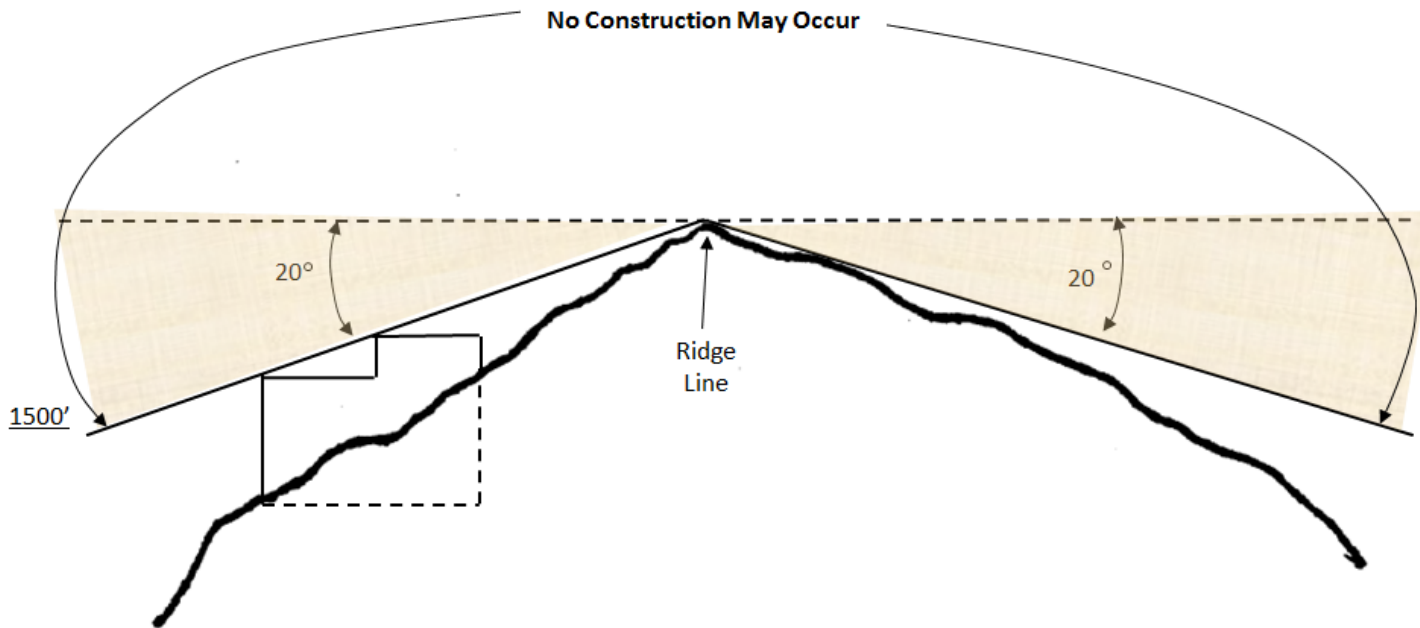 No Construction May Occur
20°
20 °
Ridge
Line
1500’